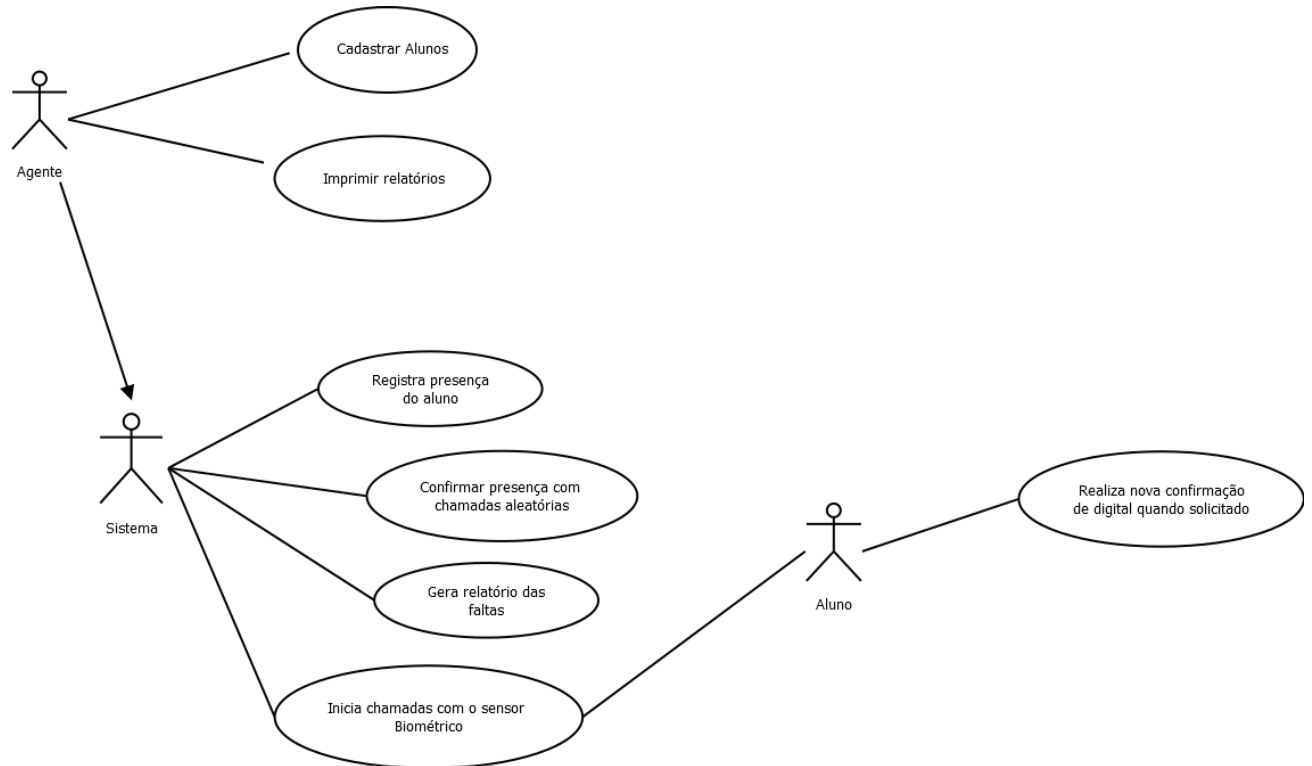 Cadastrar Alunos
Agente
Imprimir relatórios
Registra presença
do aluno
Sistema
Confirmar presença com
chamadas aleatórias
Realiza nova confirmação
de digital quando solicitado
Gera relatório das
faltas
Aluno
Inicia chamadas com o sensor
Biométrico